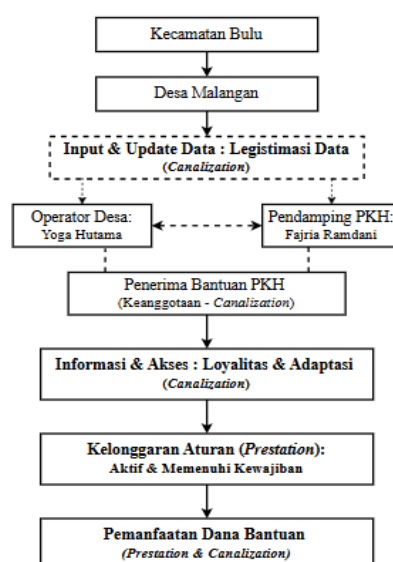 Kecamatan Bulu
Desa Malangan
Input & Update Data : Legistimasi Data
(Canalization)
Operator Desa:
Yoga Hutama
Pendamping PKH:
Fajria Ramdani
Penerima Bantuan PKH
(Keanggotaan - Canalization)
Informasi & Akses : Loyalitas & Adaptasi
(Canalization)
Kelonggaran Aturan (Prestation):
Aktif & Memenuhi Kewajiban
Pemanfaatan Dana Bantuan
(Prestation & Canalization)